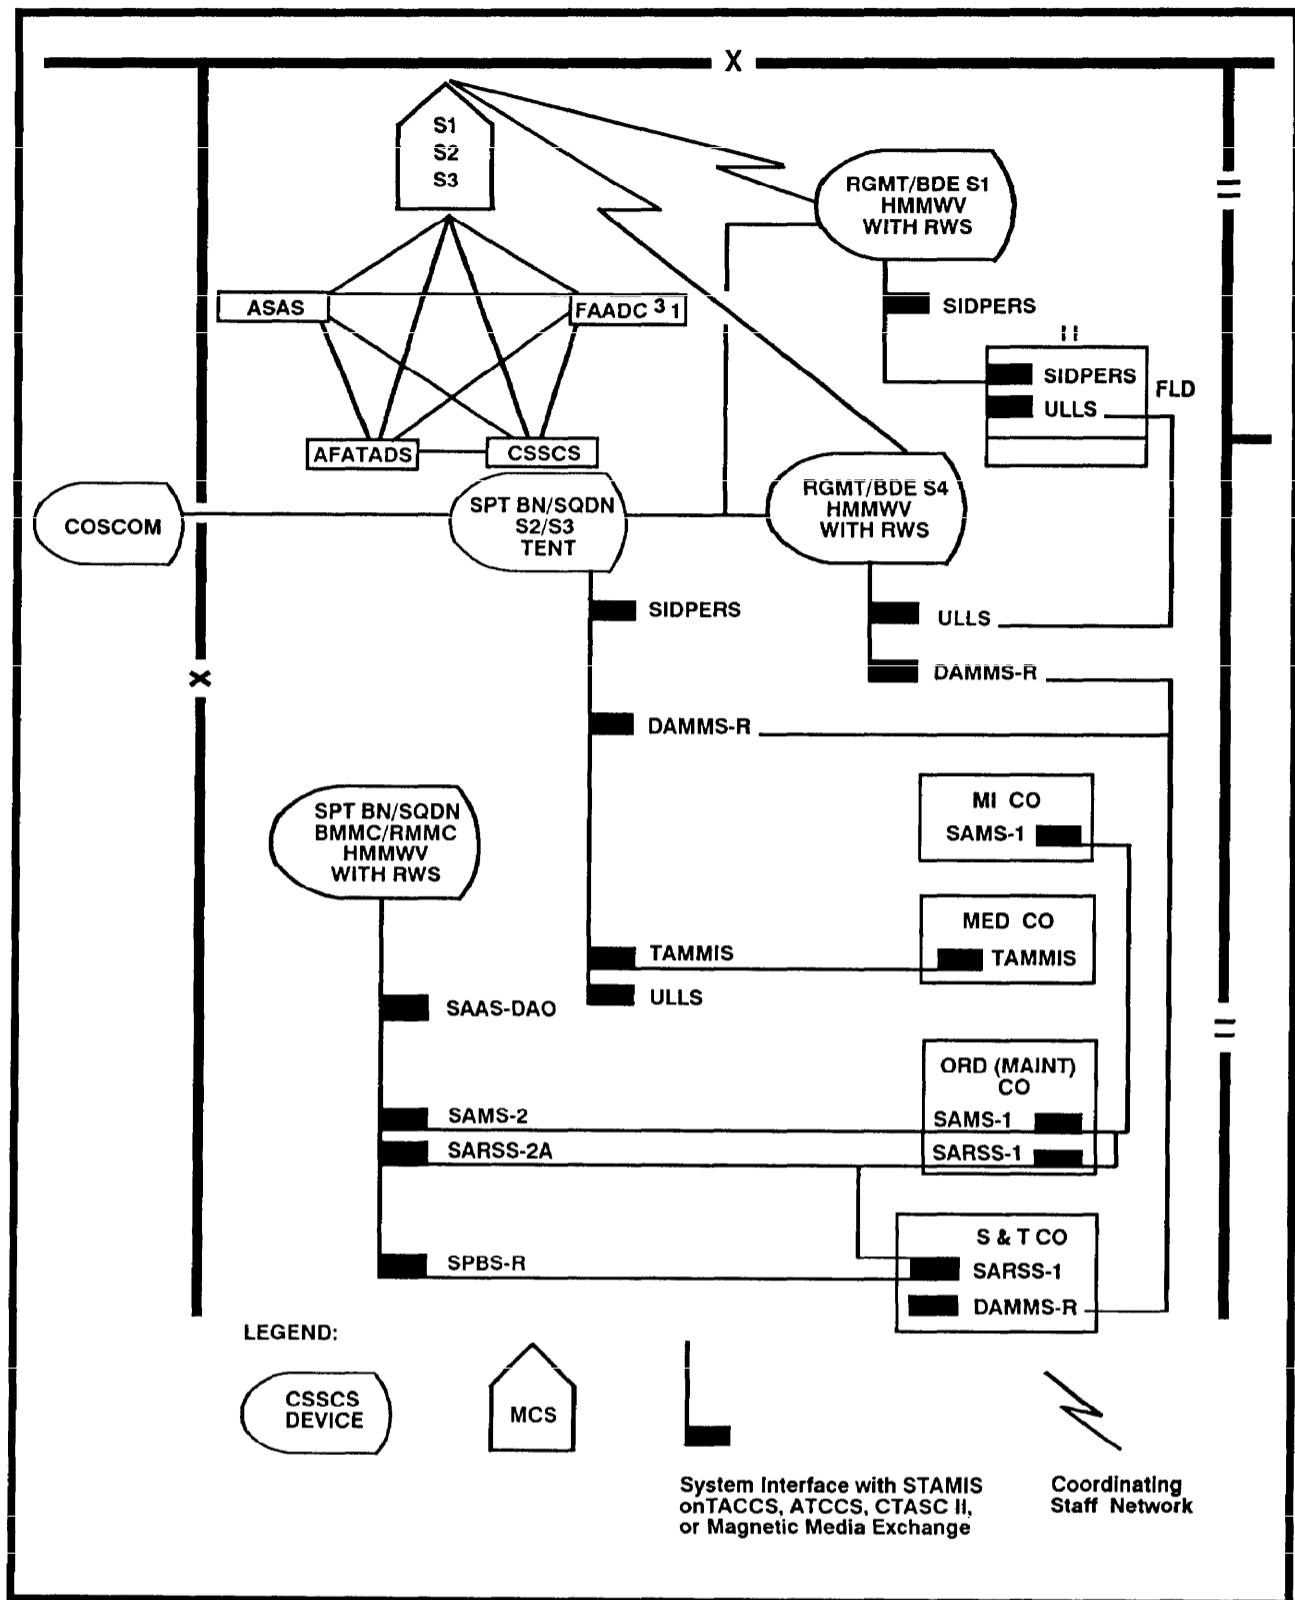 X
S1
S2
S3
RGMT/BDE S1
HMMWV
WITH RWS
II
ASAS
FAADC 3 1
SIDPERS
II
SIDPERS
ULLS
FLD
I
AFATADS
CSSCS
COSCOM
SPT BN/SQDN
S2/S3
TENT
RGMT/BDE S4
HMMWV
WITH RWS
SIDPERS
ULLS
X
DAMMS-R
DAMMS-R
SPT BN/SQDN
BMMC/RMMC
HMMWV
WITH RWS
MI CO
SAMS-1
MED CO
TAMMIS
TAMMIS
ULLS
SAAS-DAO
II
ORD (MAINT)
CO
SAMS-2
SAMS-1
SARSS-2A
SARSS-1
S & T CO
SPBS-R
SARSS-1
DAMMS-R
LEGEND:
CSSCS
DEVICE
MCS
System Interface with STAMIS
onTACCS, ATCCS, CTASC II,
or Magnetic Media Exchange
Coordinating
Staff Network